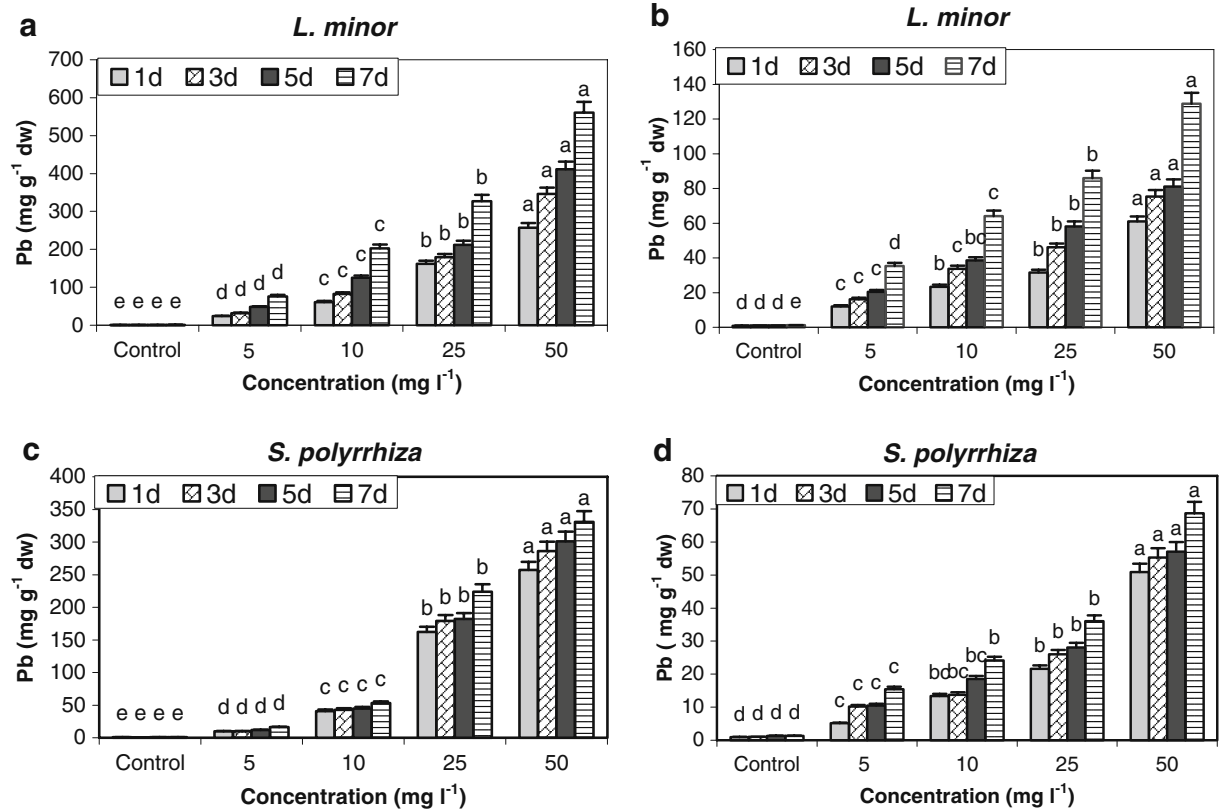 a
L. minor
1d 3d 5d 7d
Pb (mg g⁻¹ dw)
700
600
500
400
300
200
100
0
e e e e
d d d d
c c c c
b b b b
a a a a
Control 5 10 25 50
Concentration (mg l⁻¹)
b
L. minor
1d 3d 5d 7d
Pb (mg g⁻¹ dw)
160
140
120
100
80
60
40
20
0
d d d e
c c c d
b c bc c
b b b b
a a a a
Control 5 10 25 50
Concentration (mg l⁻¹)
c
S. polyrrhiza
1d 3d 5d 7d
Pb (mg g⁻¹ dw)
400
350
300
250
200
150
100
50
0
e e e e
d d d d
c c c c
b b b b
a a a a
Control 5 10 25 50
Concentration (mg l⁻¹)
d
S. polyrrhiza
1d 3d 5d 7d
Pb ( mg g⁻¹ dw)
80
70
60
50
40
30
20
10
0
d d d d
c c c c
bc bc bc b
b b b b
a a a a
Control 5 10 25 50
Concentration (mg l⁻¹)